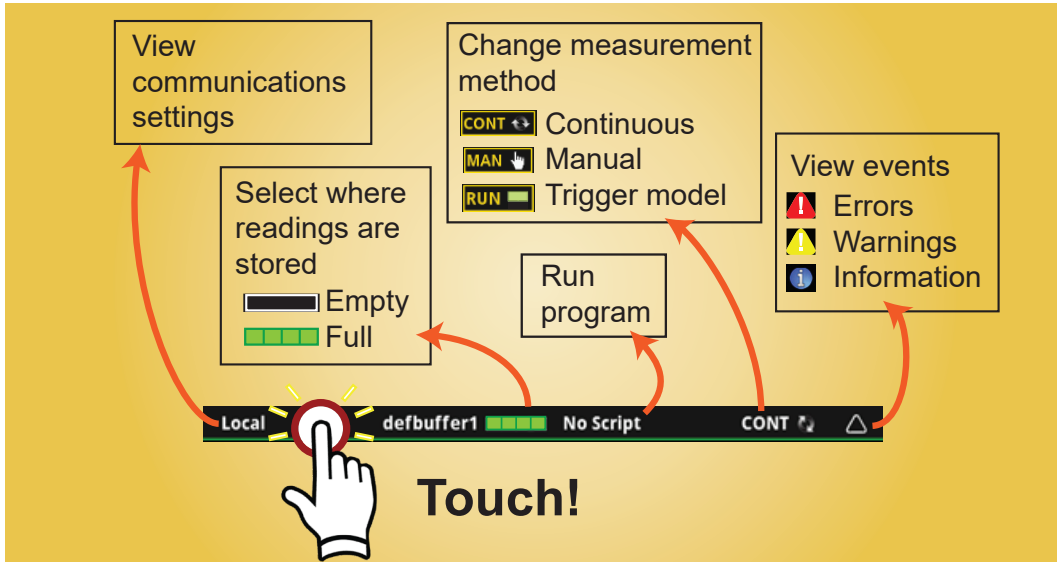 View
communications
settings
Change measurement
method
CONT Continuous
MAN Manual
RUN Trigger model
Select where
readings are
stored
Empty
Full
Run
program
View events
! Errors
! Warnings
i Information
Local defbuffer1 No Script CONT
Touch!